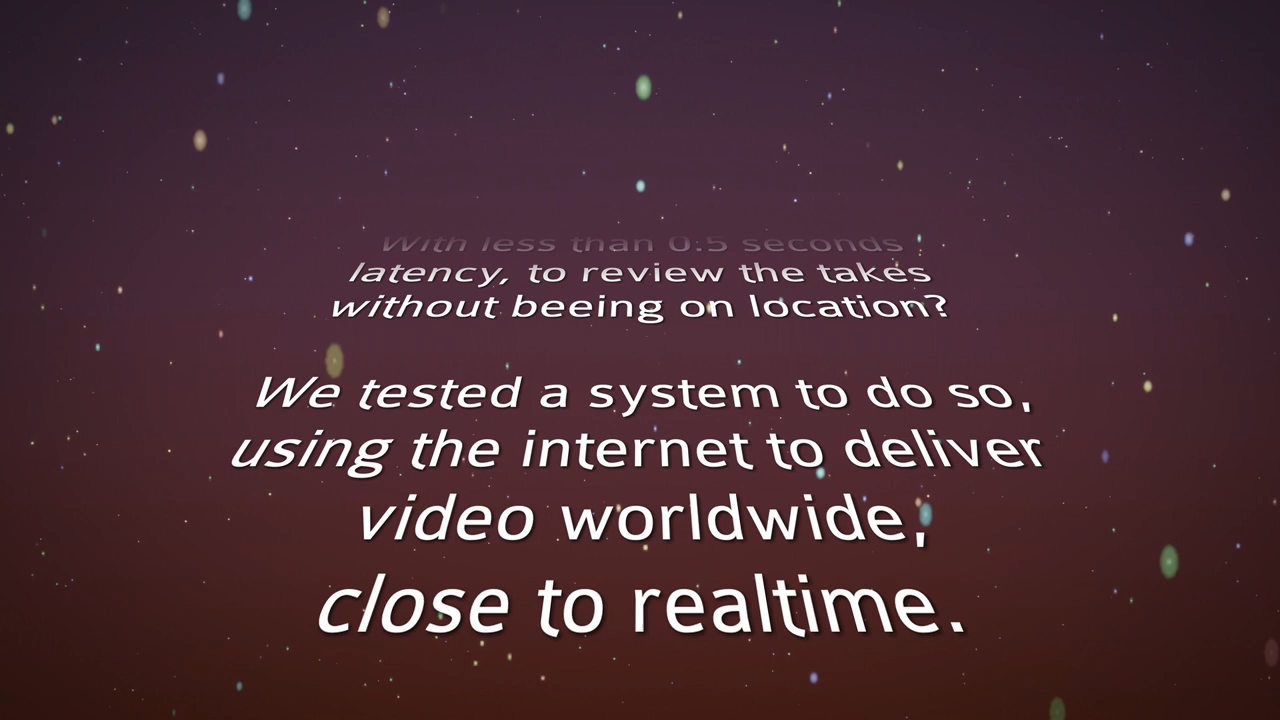 With less than 0.5 seconds
latency, to review the takes
without beeing on location?
We tested a system to do so,
using the internet to deliver
video worldwide,
close to realtime.